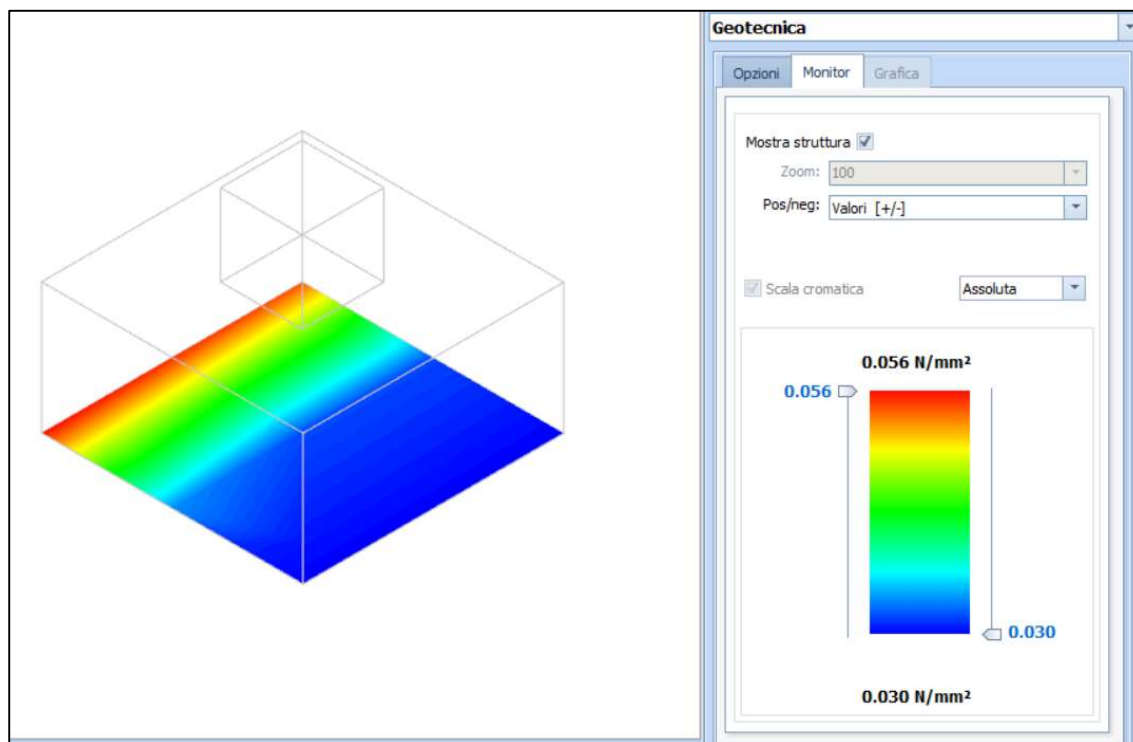 Geotecnica
Opzioni Monitor Grafica
Mostra struttura
Zoom: 100
Pos/neg: Valori [+/-]
Scala cromatica Assoluta
0.056 N/mm²
0.056
0.030
0.030 N/mm²